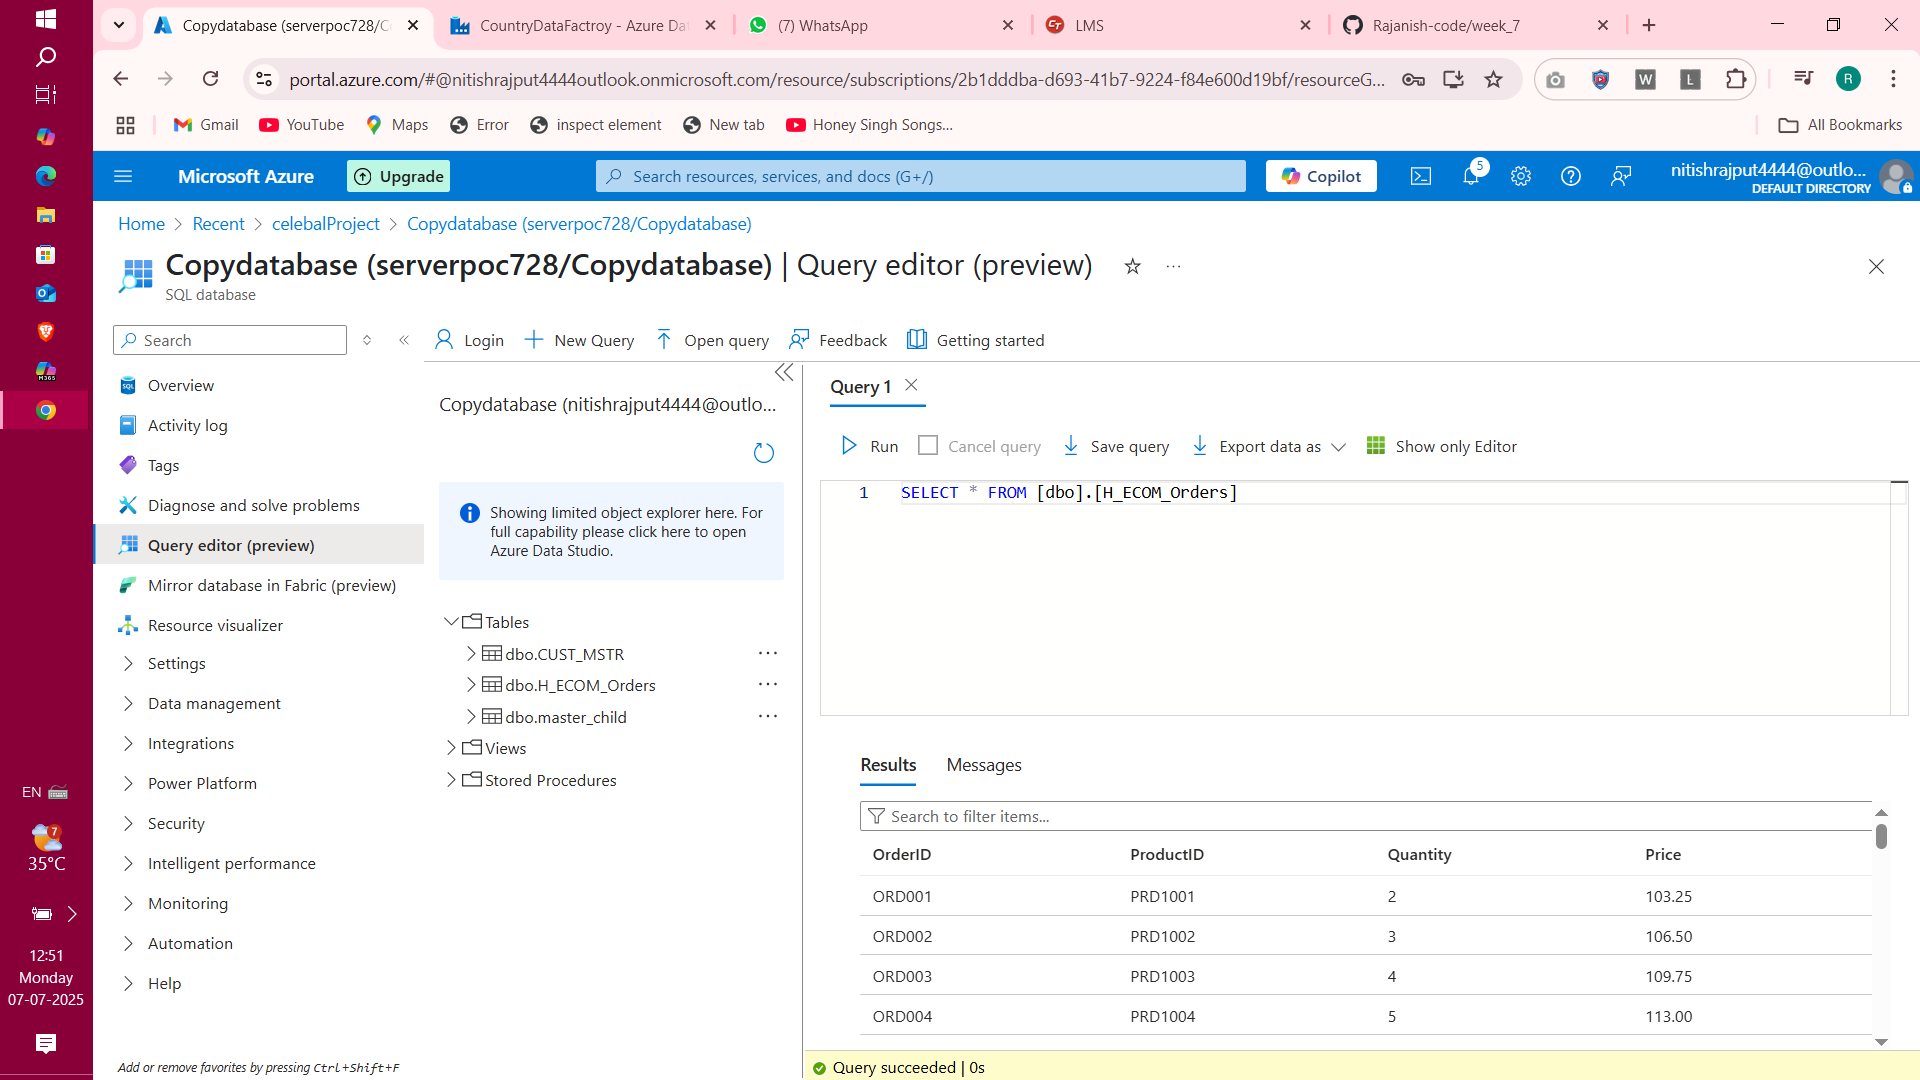 Copydatabase (serverpoc728/Co
CountryDataFactroy - Azure Da
(7) WhatsApp
LMS
Rajanish-code/week_7
portal.azure.com/#@nitishrajput4444outlook.onmicrosoft.com/resource/subscriptions/2b1dddba-d693-41b7-9224-f84e600d19bf/resourceG...
W
L
R
Gmail
YouTube
Maps
Error
inspect element
New tab
Honey Singh Songs...
All Bookmarks
Microsoft Azure
Upgrade
Search resources, services, and docs (G+/)
Copilot
5
nitishrajput4444@outlo...
DEFAULT DIRECTORY
Home > Recent > celebalProject > Copydatabase (serverpoc728/Copydatabase)
Copydatabase (serverpoc728/Copydatabase) | Query editor (preview)
SQL database
Search
Login
New Query
Open query
Feedback
Getting started
Overview
Activity log
Tags
Diagnose and solve problems
Query editor (preview)
Mirror database in Fabric (preview)
Resource visualizer
Settings
Data management
Integrations
Power Platform
Security
Intelligent performance
Monitoring
Automation
Help
Add or remove favorites by pressing Ctrl+Shift+F
Copydatabase (nitishrajput4444@outlo...
Showing limited object explorer here. For
full capability please click here to open
Azure Data Studio.
Tables
dbo.CUST_MSTR
dbo.H_ECOM_Orders
dbo.master_child
Views
Stored Procedures
Query 1
Run
Cancel query
Save query
Export data as
Show only Editor
1 SELECT * FROM [dbo].[H_ECOM_Orders]
Results
Messages
Search to filter items...
OrderID ProductID Quantity Price
ORD001 PRD1001 2 103.25
ORD002 PRD1002 3 106.50
ORD003 PRD1003 4 109.75
ORD004 PRD1004 5 113.00
Query succeeded | 0s
M365
EN
7
35°C
12:51
Monday
07-07-2025